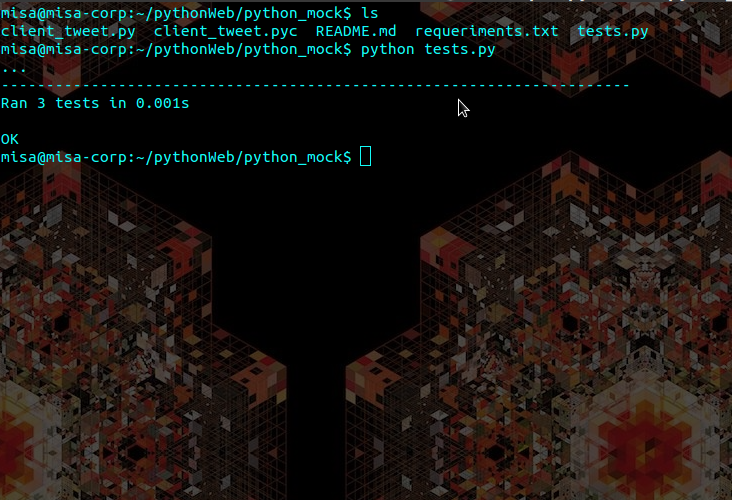 misa@misa-corp:~/pythonWeb/python_mock$ ls
client_tweet.py  client_tweet.pyc  README.md  requeriments.txt  tests.py
misa@misa-corp:~/pythonWeb/python_mock$ python tests.py
...
----------------------------------------------------------------------
Ran 3 tests in 0.001s
OK
misa@misa-corp:~/pythonWeb/python_mock$